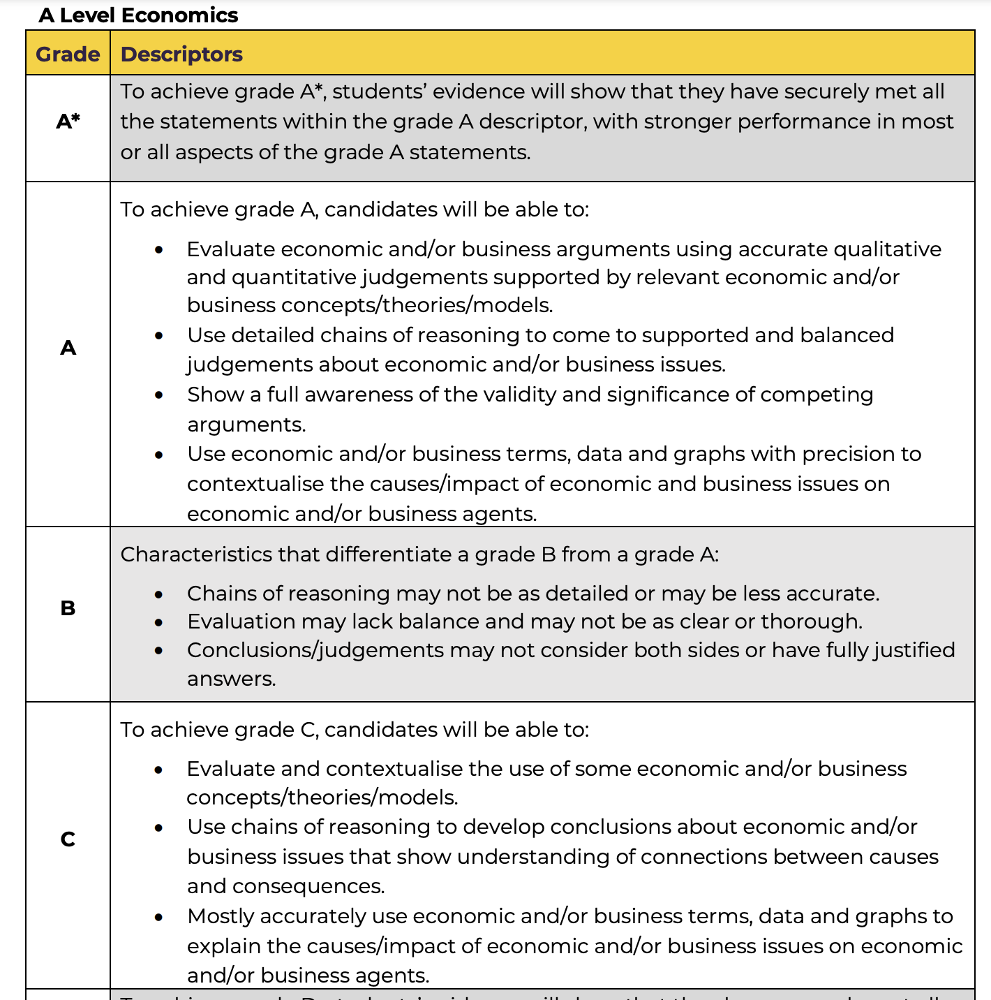 A Level Economics
Grade
Descriptors
A*
To achieve grade A*, students’ evidence will show that they have securely met all
the statements within the grade A descriptor, with stronger performance in most
or all aspects of the grade A statements.
A
To achieve grade A, candidates will be able to:
• Evaluate economic and/or business arguments using accurate qualitative
and quantitative judgements supported by relevant economic and/or
business concepts/theories/models.
• Use detailed chains of reasoning to come to supported and balanced
judgements about economic and/or business issues.
• Show a full awareness of the validity and significance of competing
arguments.
• Use economic and/or business terms, data and graphs with precision to
contextualise the causes/impact of economic and business issues on
economic and/or business agents.
B
Characteristics that differentiate a grade B from a grade A:
• Chains of reasoning may not be as detailed or may be less accurate.
• Evaluation may lack balance and may not be as clear or thorough.
• Conclusions/judgements may not consider both sides or have fully justified
answers.
C
To achieve grade C, candidates will be able to:
• Evaluate and contextualise the use of some economic and/or business
concepts/theories/models.
• Use chains of reasoning to develop conclusions about economic and/or
business issues that show understanding of connections between causes
and consequences.
• Mostly accurately use economic and/or business terms, data and graphs to
explain the causes/impact of economic and/or business issues on economic
and/or business agents.